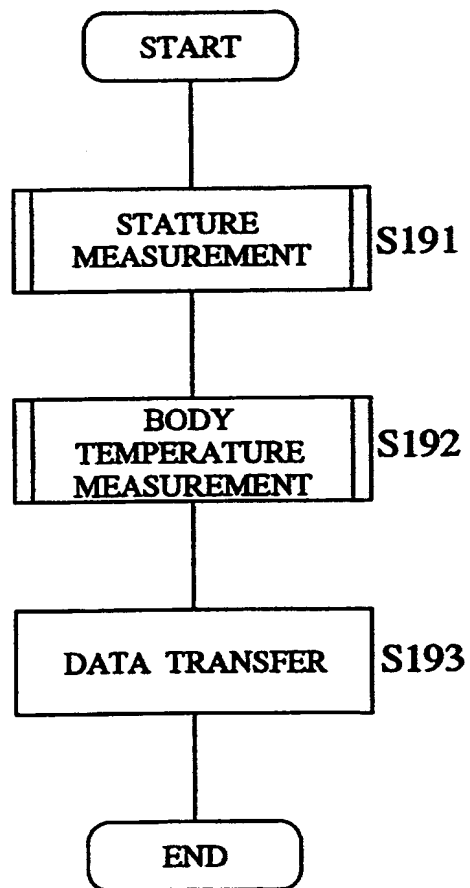 START
STATURE
MEASUREMENT
S191
BODY
TEMPERATURE
MEASUREMENT
S192
DATA TRANSFER
S193
END